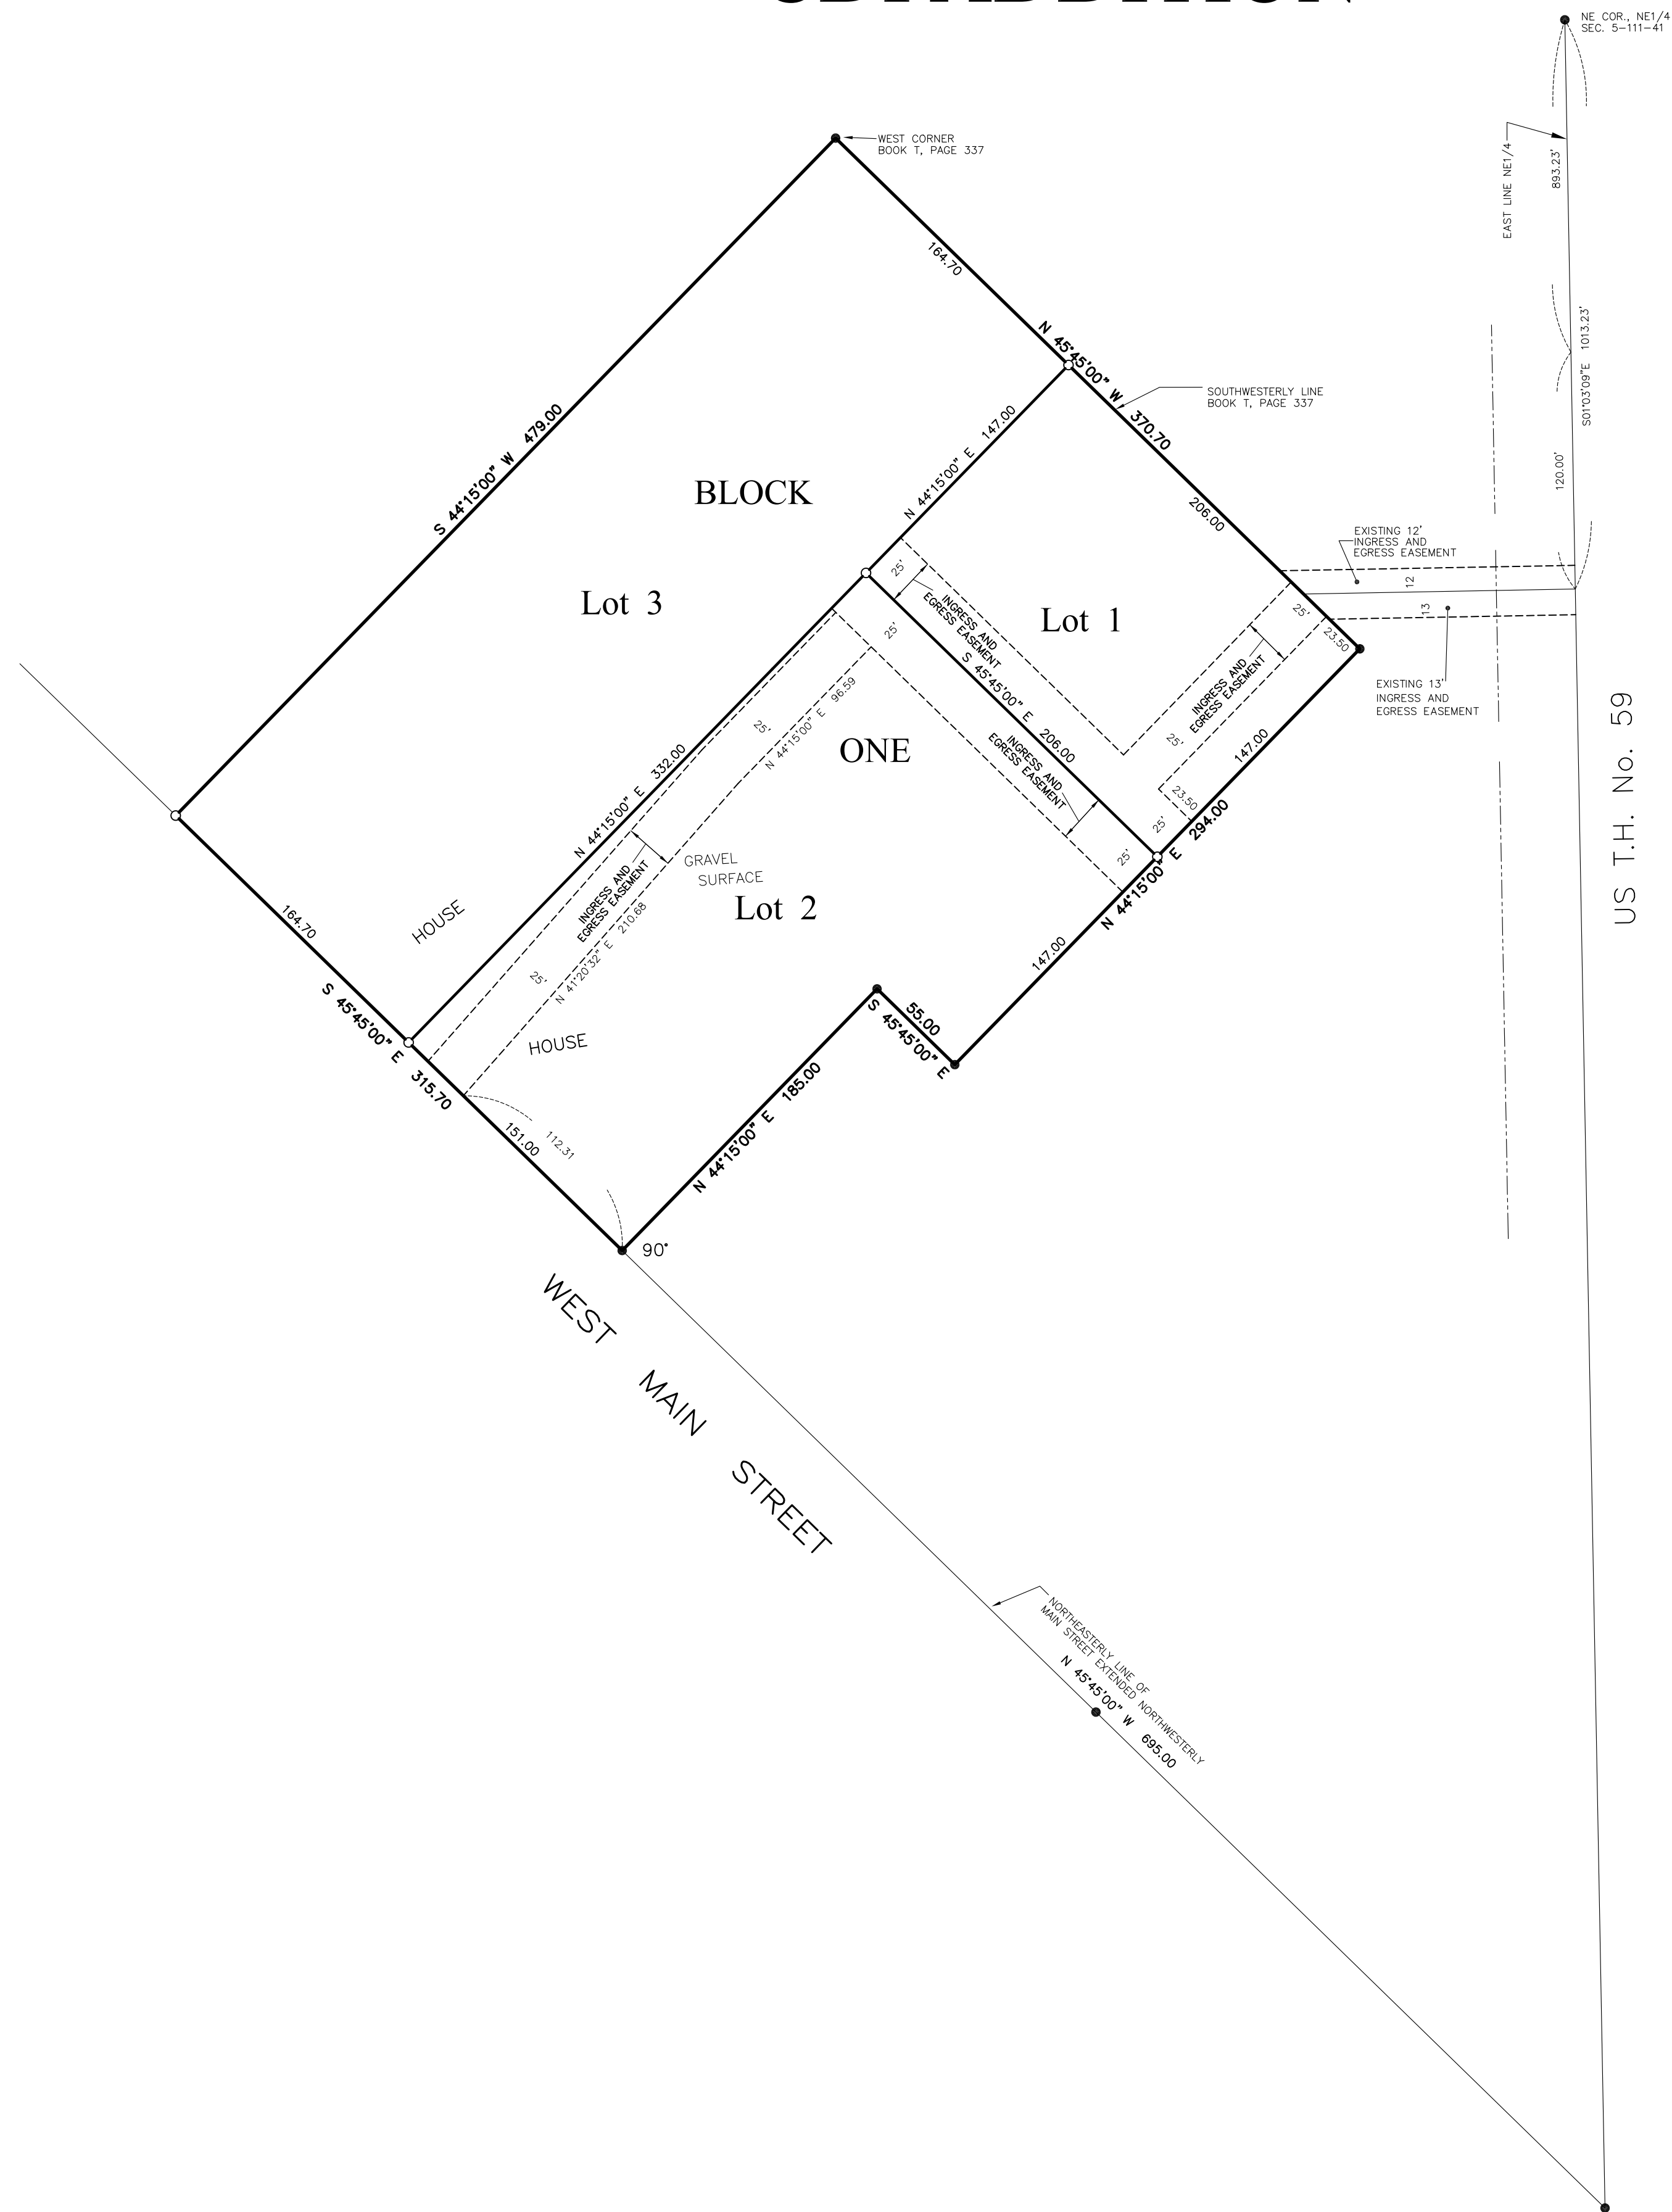 NE COR., NE1/4
SEC. 5-111-41
WEST CORNER
BOOK T, PAGE 337
EAST LINE NE1/4
893.23'
164.70
N 45°45'00" W 370.70
S01°03'09"E 1013.23'
SOUTHWESTERLY LINE
BOOK T, PAGE 337
S 44°15'00" W 479.00
N 44°15'00" E 147.00
120.00'
BLOCK
206.00
EXISTING 12'
INGRESS AND
EGRESS EASEMENT
12
13
25'
INGRESS AND
EGRESS EASEMENT
Lot 3
Lot 1
25'
23.50
25'
S 45°45'00" E 206.00
INGRESS AND
EGRESS EASEMENT
EXISTING 13'
INGRESS AND
EGRESS EASEMENT
N 44°15'00" E 96.59
25'
ONE
INGRESS AND
EGRESS EASEMENT
25'
147.00
US T.H. No. 59
N 44°15'00" E 332.00
23.50
25'
25'
N 44°15'00" E 294.00
GRAVEL
SURFACE
INGRESS AND
EGRESS EASEMENT
Lot 2
HOUSE
164.70
N 41°20'32" E 210.68
25'
147.00
S 45°45'00" E 315.70
55.00
S 45°45'00" E
HOUSE
N 44°15'00" E 185.00
151.00
112.31
90°
WEST MAIN STREET
NORTHEASTERLY LINE OF
MAIN STREET EXTENDED NORTHWESTERLY
N 45°45'00" W 695.00